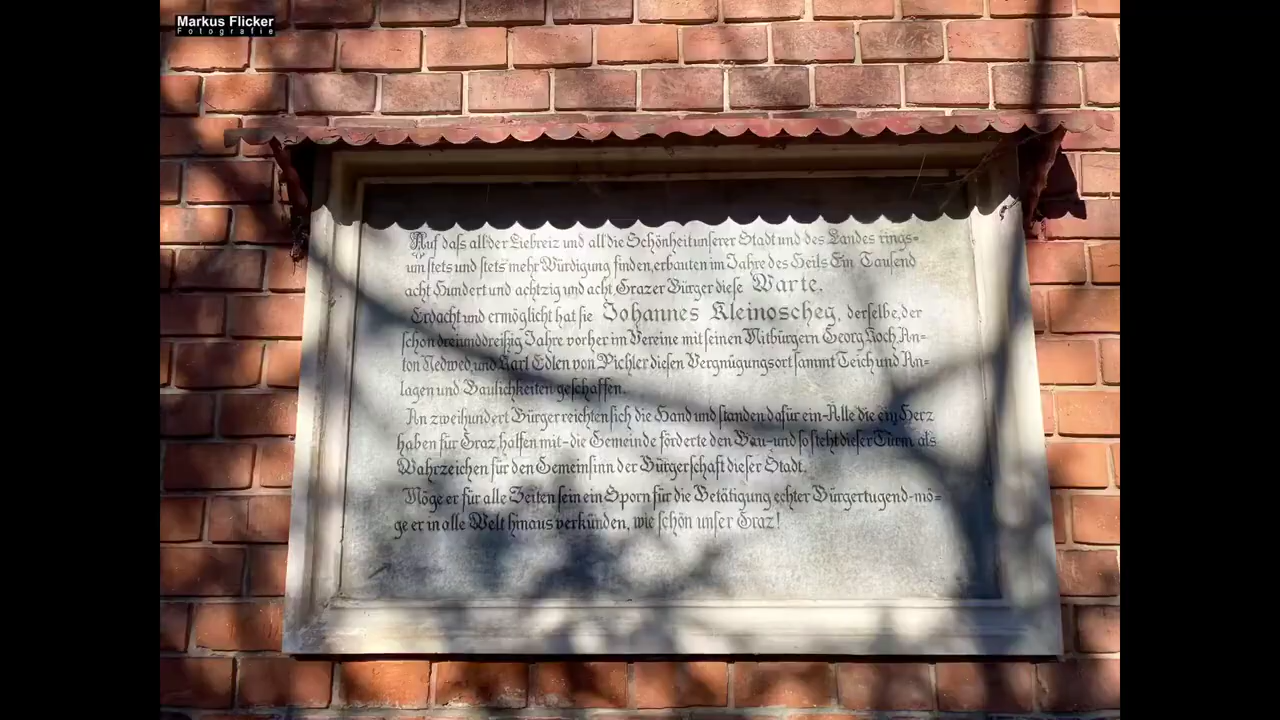 Markus Flicker
Fotografie
Auf daſs all der Liebreiz und all die Schönheit unſerer Stadt und des Landes rings=
um ſtets und ſtets mehr Würdigung finden, erbauten im Jahre des Heils Ein Tauſend
acht Hundert und achtzig und acht Grazer Bürger dieſe Warte.
Erdacht und ermöglicht hat ſie Johannes Kleinoscheg, derſelbe, der
ſchon dreiunddreißig Jahre vorher im Vereine mit ſeinen Mitbürgern Georg Koch, An=
ton Nedwed, und Karl Edlen von Pichler dieſen Vergnügungsort ſammt Teich und An=
lagen und Baulichkeiten geſchaffen.
An zweihundert Bürger reichten ſich die Hand und ſtanden dafür ein-Alle die ein Herz
haben für Graz, halfen mit-die Gemeinde förderte den Bau-und ſo ſteht dieſer Turm als
Wahrzeichen für den Gemeinſinn der Bürgerſchaft dieſer Stadt.
Möge er für alle Zeiten ſein ein Sporn für die Betätigung echter Bürgertugend-mö=
ge er in alle Welt hinaus verkünden, wie ſchön unſer Graz!